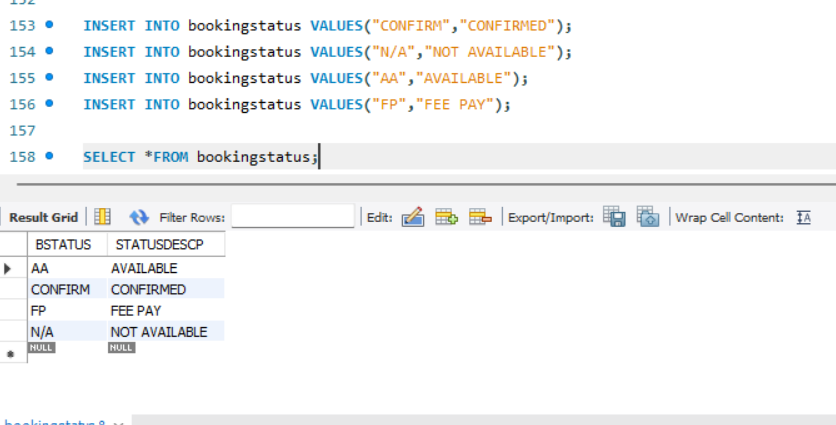 152
153 INSERT INTO bookingstatus VALUES("CONFIRM","CONFIRMED");
154 INSERT INTO bookingstatus VALUES("N/A","NOT AVAILABLE");
155 INSERT INTO bookingstatus VALUES("AA","AVAILABLE");
156 INSERT INTO bookingstatus VALUES("FP","FEE PAY");
157
158 SELECT *FROM bookingstatus;
Result Grid Filter Rows: Edit: Export/Import: Wrap Cell Content:
BSTATUS STATUSDESCP
AA AVAILABLE
CONFIRM CONFIRMED
FP FEE PAY
N/A NOT AVAILABLE
NULL NULL